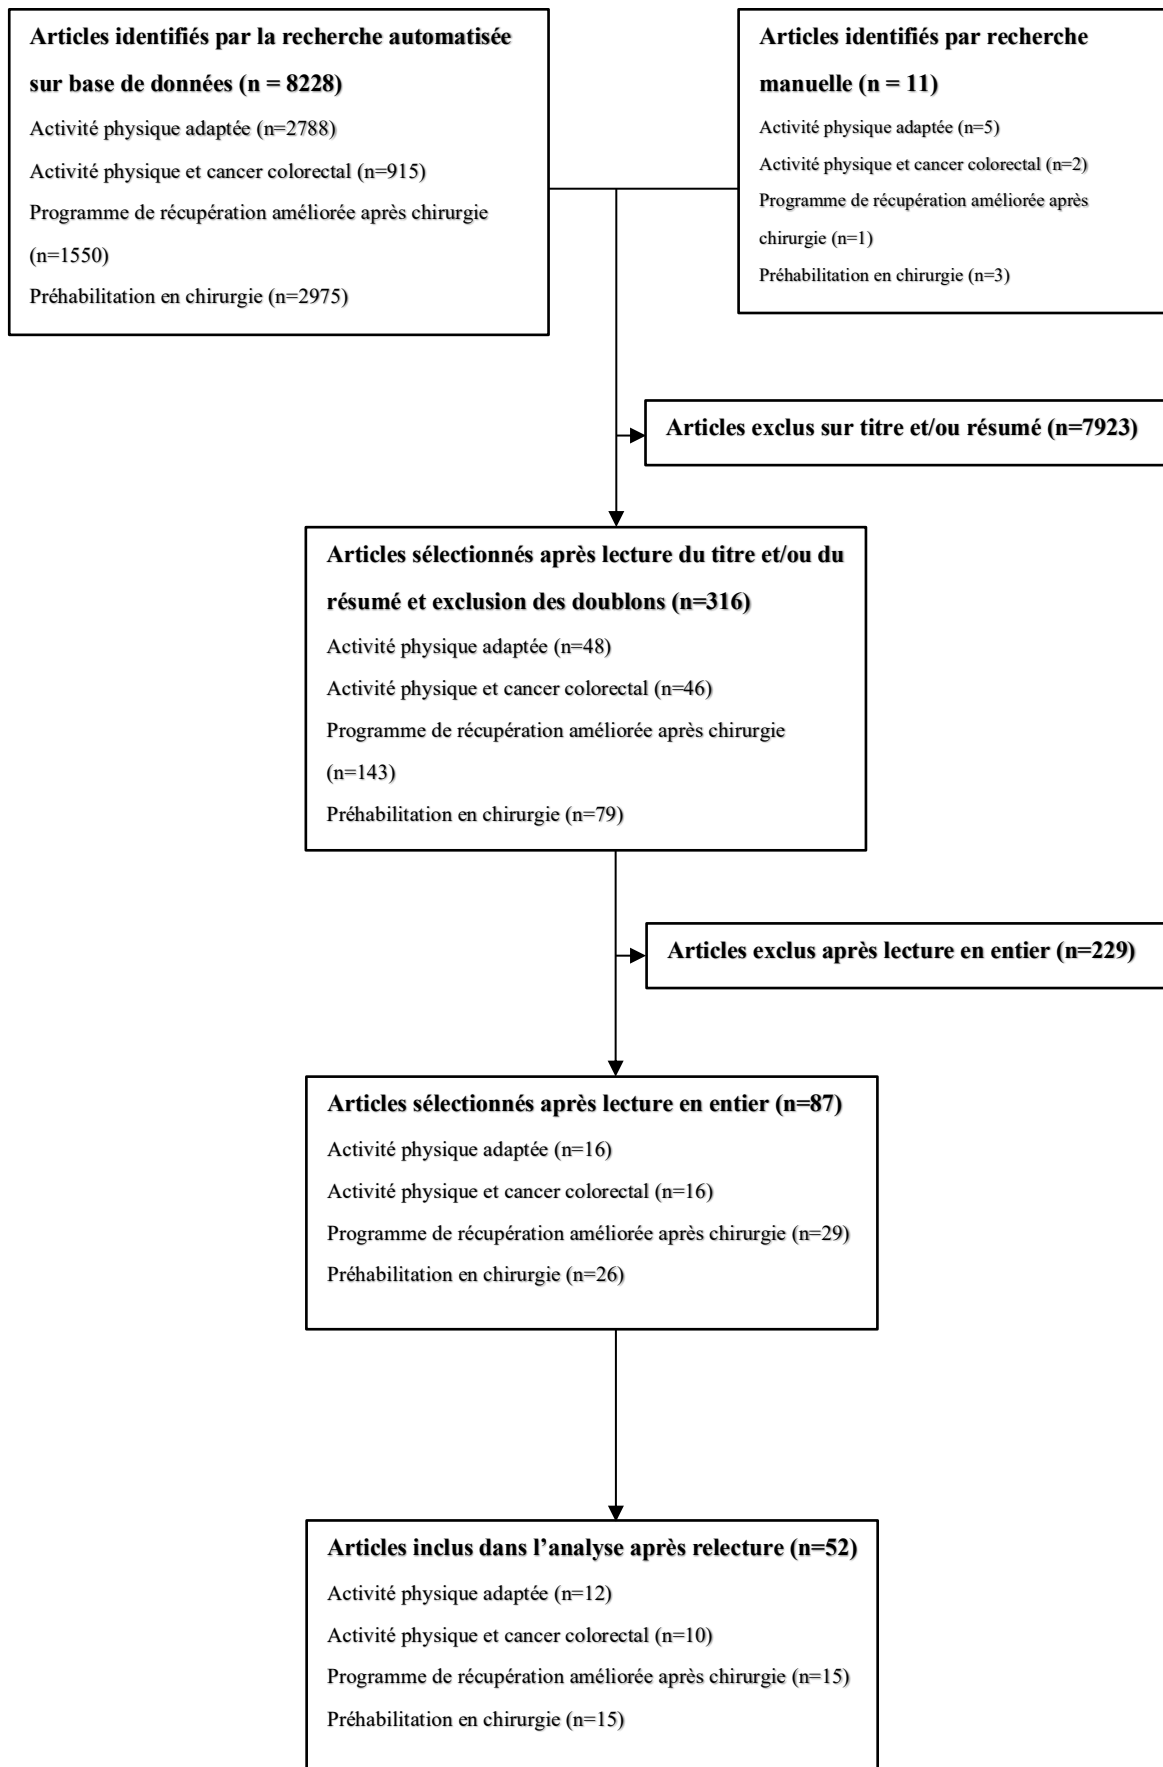 Articles identifiés par la recherche automatisée
sur base de données (n = 8228)
Activité physique adaptée (n=2788)
Activité physique et cancer colorectal (n=915)
Programme de récupération améliorée après chirurgie
(n=1550)
Préhabilitation en chirurgie (n=2975)
Articles identifiés par recherche
manuelle (n = 11)
Activité physique adaptée (n=5)
Activité physique et cancer colorectal (n=2)
Programme de récupération améliorée après
chirurgie (n=1)
Préhabilitation en chirurgie (n=3)
Articles exclus sur titre et/ou résumé (n=7923)
Articles sélectionnés après lecture du titre et/ou du
résumé et exclusion des doublons (n=316)
Activité physique adaptée (n=48)
Activité physique et cancer colorectal (n=46)
Programme de récupération améliorée après chirurgie
(n=143)
Préhabilitation en chirurgie (n=79)
Articles exclus après lecture en entier (n=229)
Articles sélectionnés après lecture en entier (n=87)
Activité physique adaptée (n=16)
Activité physique et cancer colorectal (n=16)
Programme de récupération améliorée après chirurgie (n=29)
Préhabilitation en chirurgie (n=26)
Articles inclus dans l’analyse après relecture (n=52)
Activité physique adaptée (n=12)
Activité physique et cancer colorectal (n=10)
Programme de récupération améliorée après chirurgie (n=15)
Préhabilitation en chirurgie (n=15)